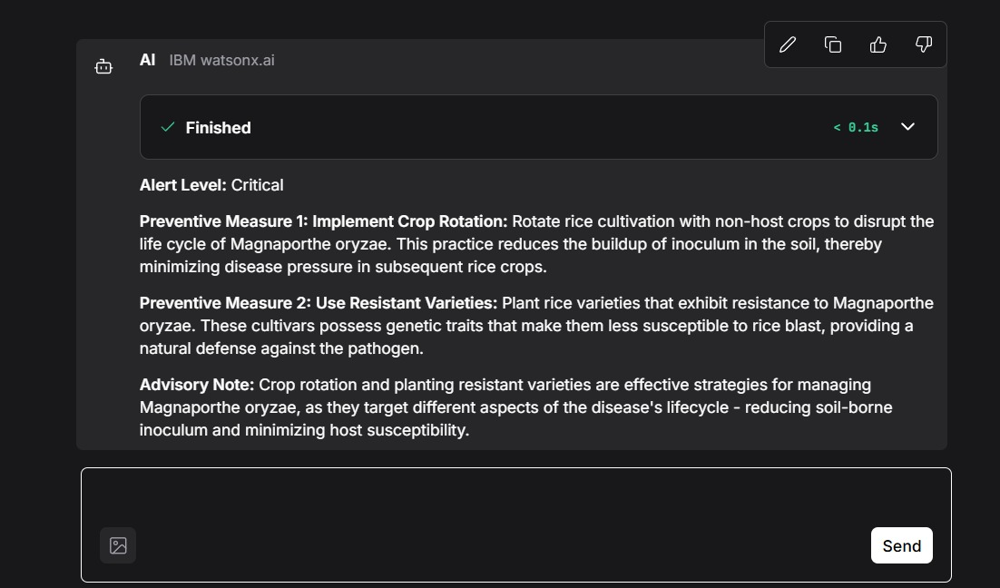 AI IBM watsonx.ai
Finished < 0.1s
Alert Level: Critical
Preventive Measure 1: Implement Crop Rotation: Rotate rice cultivation with non-host crops to disrupt the
life cycle of Magnaporthe oryzae. This practice reduces the buildup of inoculum in the soil, thereby
minimizing disease pressure in subsequent rice crops.
Preventive Measure 2: Use Resistant Varieties: Plant rice varieties that exhibit resistance to Magnaporthe
oryzae. These cultivars possess genetic traits that make them less susceptible to rice blast, providing a
natural defense against the pathogen.
Advisory Note: Crop rotation and planting resistant varieties are effective strategies for managing
Magnaporthe oryzae, as they target different aspects of the disease's lifecycle - reducing soil-borne
inoculum and minimizing host susceptibility.
Send